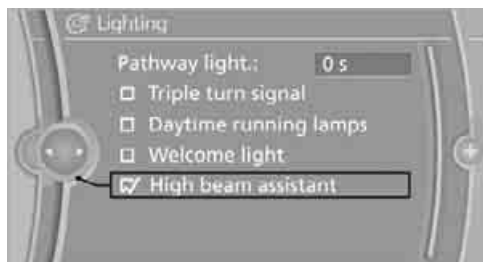 Lighting
Pathway light.: 0 s
Triple turn signal
Daytime running lamps
Welcome light
High beam assistant